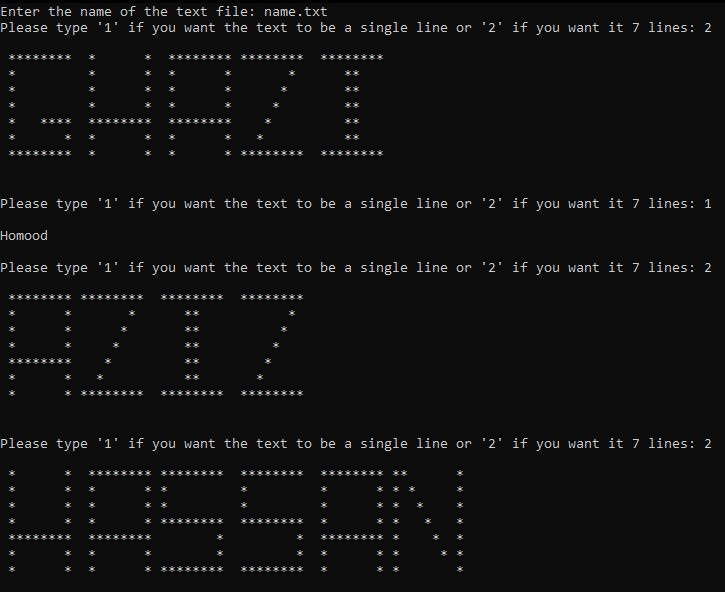 Enter the name of the text file: name.txt
Please type '1' if you want the text to be a single line or '2' if you want it 7 lines: 2
GHAZI
Please type '1' if you want the text to be a single line or '2' if you want it 7 lines: 1
Homood
Please type '1' if you want the text to be a single line or '2' if you want it 7 lines: 2
AZIZ
Please type '1' if you want the text to be a single line or '2' if you want it 7 lines: 2
HASSAN